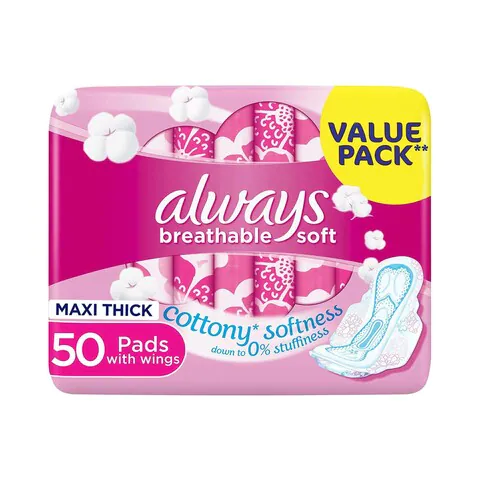 VALUE
PACK**
always
breathable soft
MAXI THICK
cottony* softness
down to 0% stuffiness
50 Pads
with wings